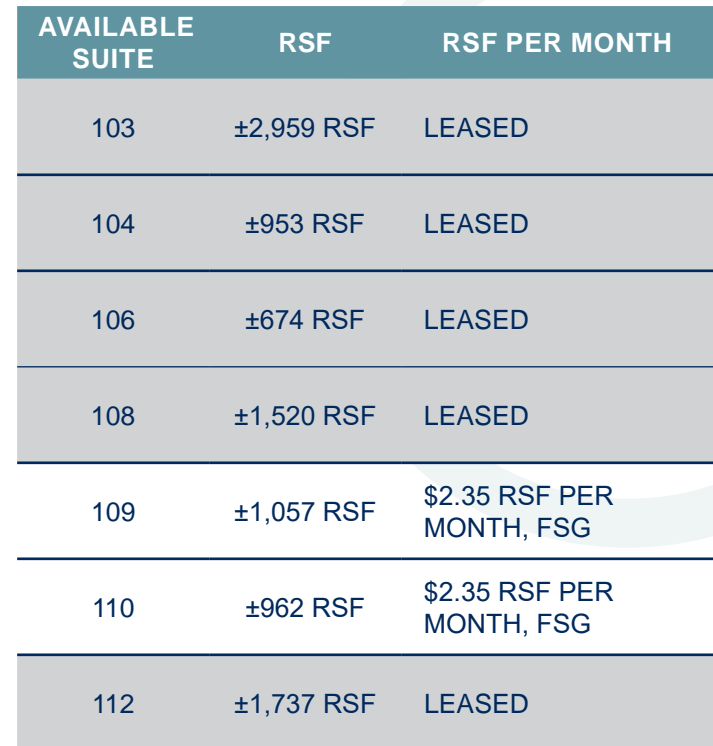 AVAILABLE SUITE RSF RSF PER MONTH
103 ±2,959 RSF LEASED
104 ±953 RSF LEASED
106 ±674 RSF LEASED
108 ±1,520 RSF LEASED
109 ±1,057 RSF $2.35 RSF PER
MONTH, FSG
110 ±962 RSF $2.35 RSF PER
MONTH, FSG
112 ±1,737 RSF LEASED